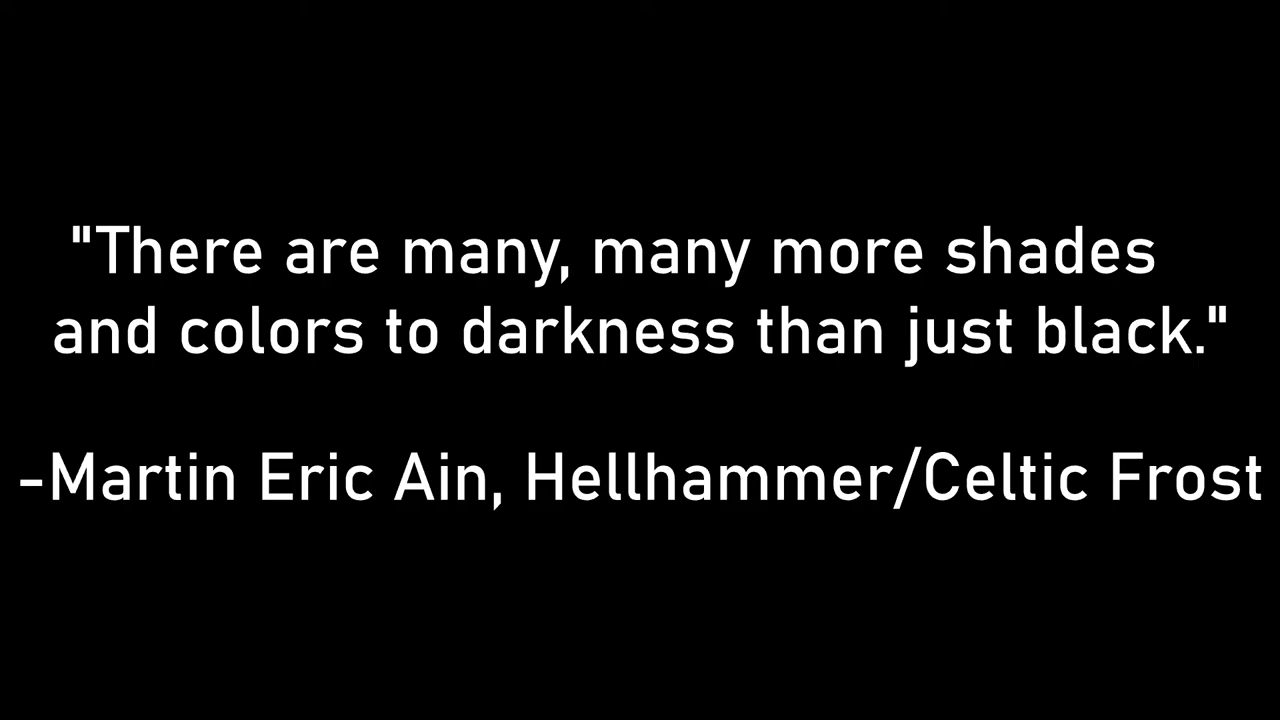 "There are many, many more shades
and colors to darkness than just black."
-Martin Eric Ain, Hellhammer/Celtic Frost